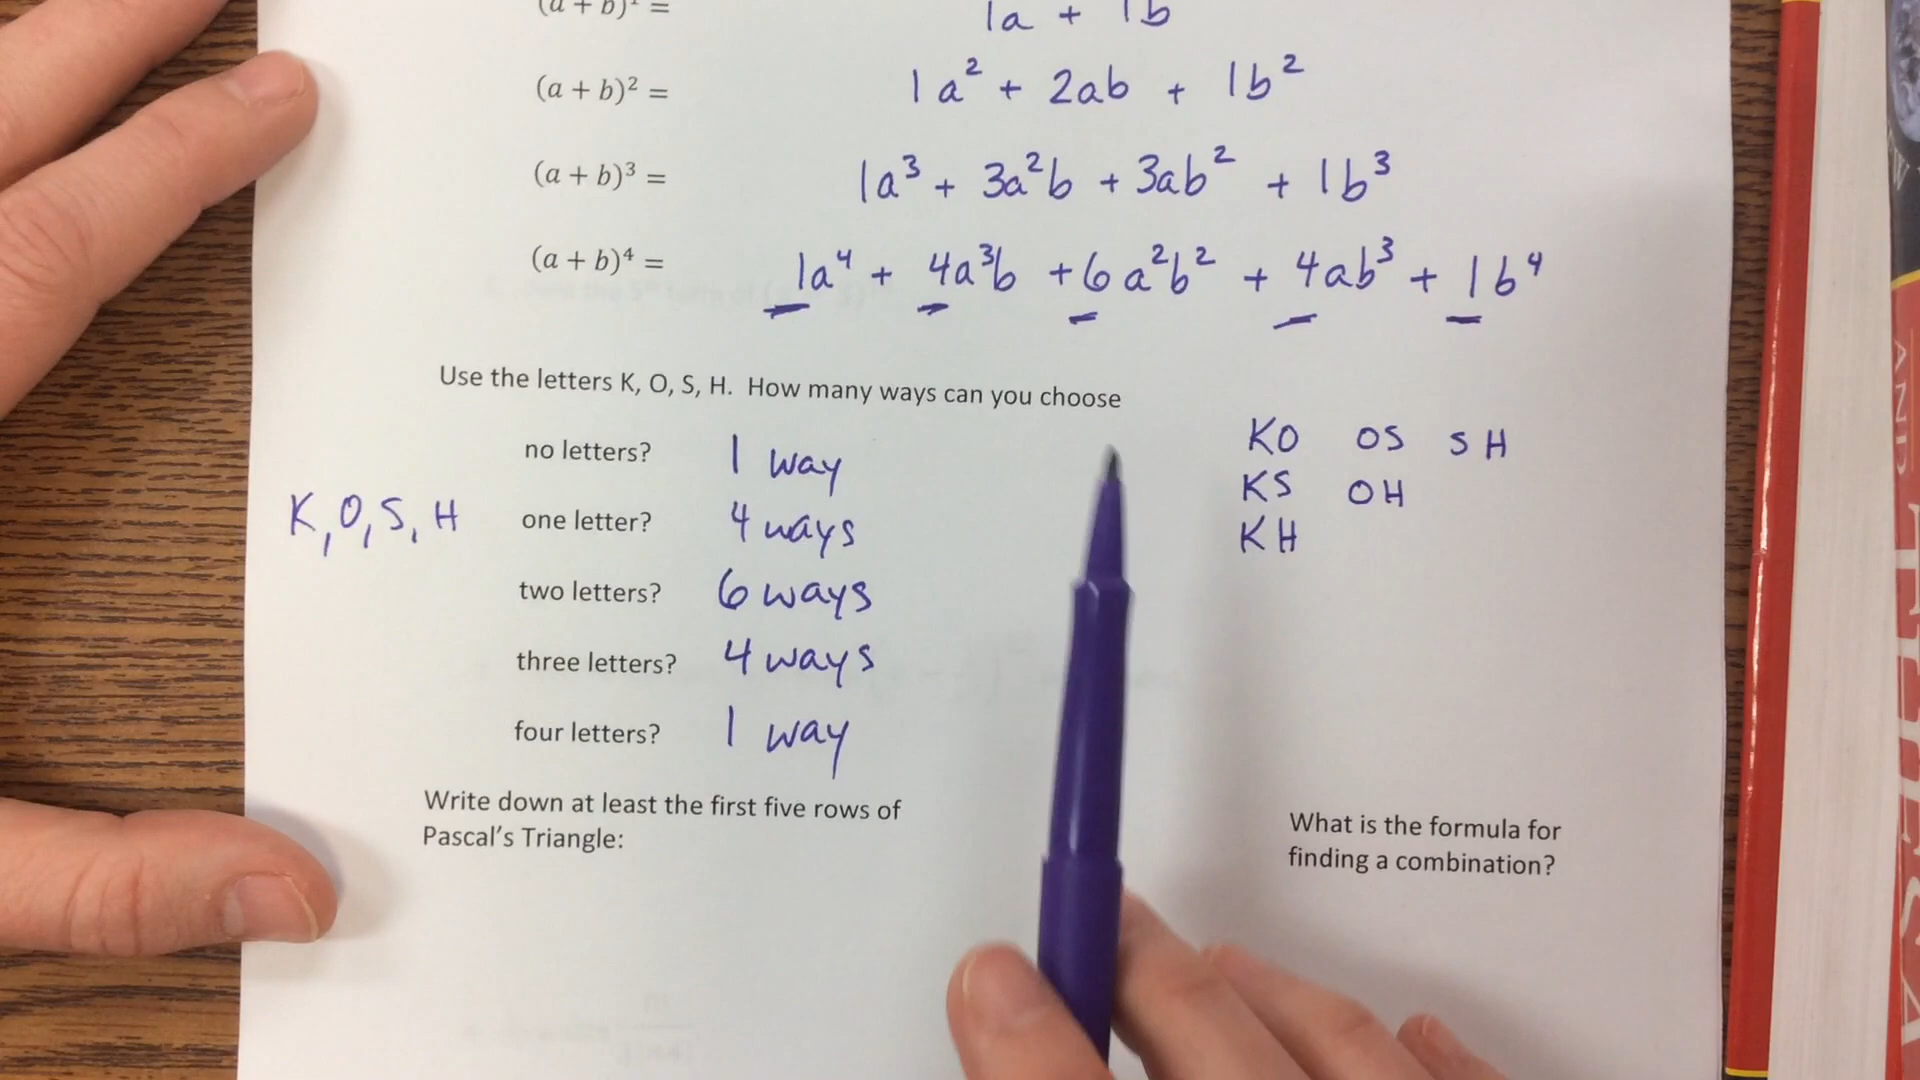 (a + b)¹ = 1a + 1b
(a + b)² = 1a² + 2ab + 1b²
(a + b)³ = 1a³ + 3a²b + 3ab² + 1b³
(a + b)⁴ = 1a⁴ + 4a³b + 6a²b² + 4ab³ + 1b⁴
Use the letters K, O, S, H. How many ways can you choose
no letters? 1 way
K, O, S, H one letter? 4 ways
two letters? 6 ways
three letters? 4 ways
four letters? 1 way
KO OS SH
KS OH
KH
Write down at least the first five rows of
Pascal's Triangle:
What is the formula for
finding a combination?
AND